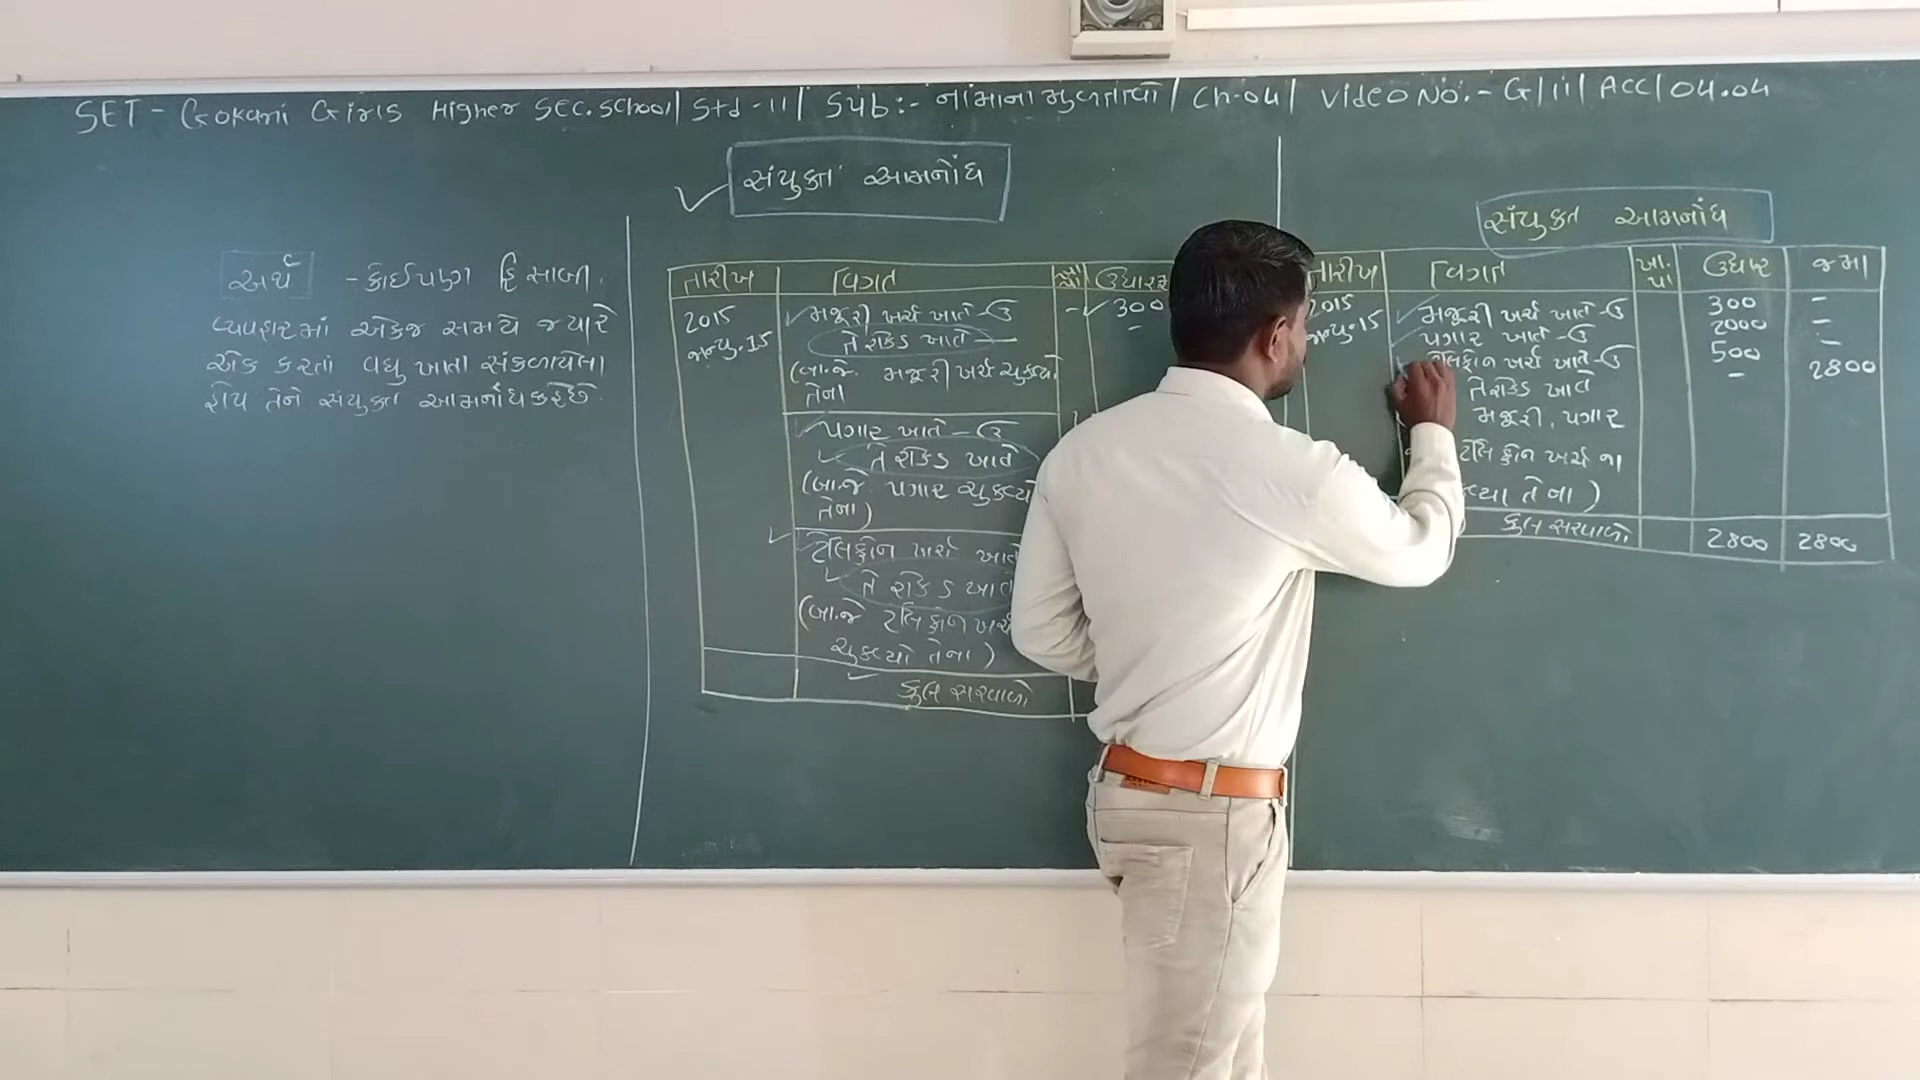 SET - Gokani Girls Higher Sec. School | Std - 11 | Sub :- નામાના મુળતત્વો | Ch-04 | Video No. - G/11/ACC/04.04
સંયુક્ત આમનોંધ
અર્થ - કોઈપણ હિસાબી
વ્યવહારમાં એકજ સમયે જ્યારે
એક કરતાં વધુ ખાતા સંકળાયેલા
હોય તેને સંયુક્ત આમનોંધ કહેછે.
તારીખ વિગત ઉધાર
2015 મજૂરી ખર્ચ ખાતે - ઉ - 300
જાન્યુ. 15 તે રોકડ ખાતે -
(બા.જે. મજૂરી ખર્ચ ચુકવ્યો
તેના
પગાર ખાતે - ઉ
તે રોકડ ખાતે
(બા.જે. પગાર ચુકવ્યો
તેના)
ટેલિફોન ખર્ચ ખાતે
તે રોકડ ખાતે
(બા.જે ટેલિફોન ખર્ચ
ચુકવ્યો તેના)
કુલ સરવાળો
સંયુક્ત આમનોંધ
તારીખ વિગત ખા. પા. ઉધાર જમા
2015 મજૂરી ખર્ચ ખાતે - ઉ 300 -
જાન્યુ. 15 પગાર ખાતે - ઉ 2000 -
ટેલિફોન ખર્ચ ખાતે - ઉ 500 -
તે રોકડ ખાતે - 2800
મજૂરી, પગાર
ટેલિફોન ખર્ચ ના
તેના)
કુલ સરવાળો 2800 2800